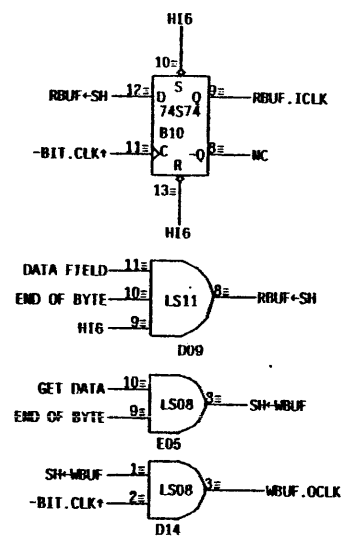 HI6
10
S
RBUF←SH 12 D Q 9 RBUF.ICLK
74S74
B10
-BIT.CLK↑ 11 C -Q 8 NC
R
13
HI6
DATA FIELD 11
END OF BYTE 10 LS11 8 RBUF←SH
HI6 9
D09
GET DATA 10
LS08 8 SH←WBUF
END OF BYTE 9
E05
SH←WBUF 1
LS08 3 WBUF.OCLK
-BIT.CLK↑ 2
D14